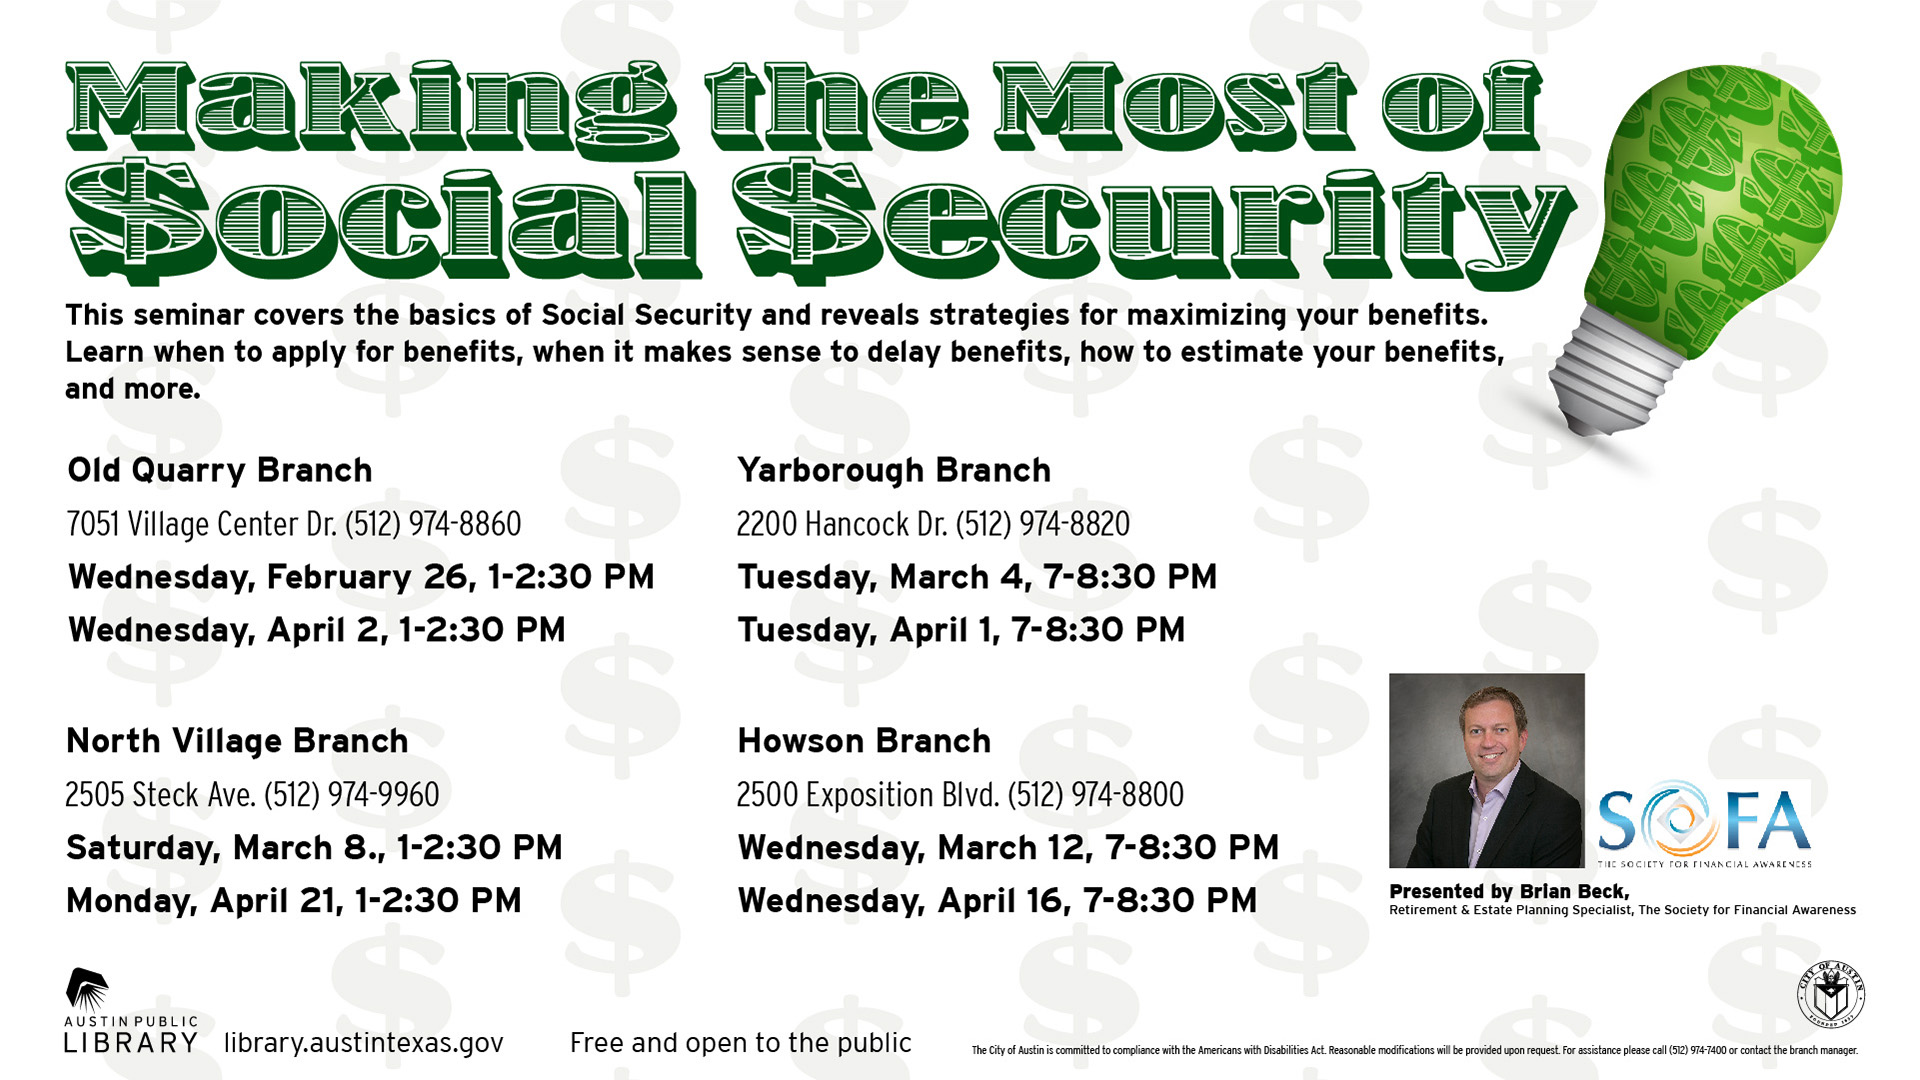 Making the Most of
$ocial $ecurity
This seminar covers the basics of Social Security and reveals strategies for maximizing your benefits.
Learn when to apply for benefits, when it makes sense to delay benefits, how to estimate your benefits,
and more.
Old Quarry Branch
7051 Village Center Dr. (512) 974-8860
Wednesday, February 26, 1-2:30 PM
Wednesday, April 2, 1-2:30 PM
Yarborough Branch
2200 Hancock Dr. (512) 974-8820
Tuesday, March 4, 7-8:30 PM
Tuesday, April 1, 7-8:30 PM
North Village Branch
2505 Steck Ave. (512) 974-9960
Saturday, March 8., 1-2:30 PM
Monday, April 21, 1-2:30 PM
Howson Branch
2500 Exposition Blvd. (512) 974-8800
Wednesday, March 12, 7-8:30 PM
Wednesday, April 16, 7-8:30 PM
SOFA
THE SOCIETY FOR FINANCIAL AWARENESS
Presented by Brian Beck,
Retirement & Estate Planning Specialist, The Society for Financial Awareness
AUSTIN PUBLIC
LIBRARY
library.austintexas.gov
Free and open to the public
The City of Austin is committed to compliance with the Americans with Disabilities Act. Reasonable modifications will be provided upon request. For assistance please call (512) 974-7400 or contact the branch manager.
CITY OF AUSTIN
FOUNDED 1839